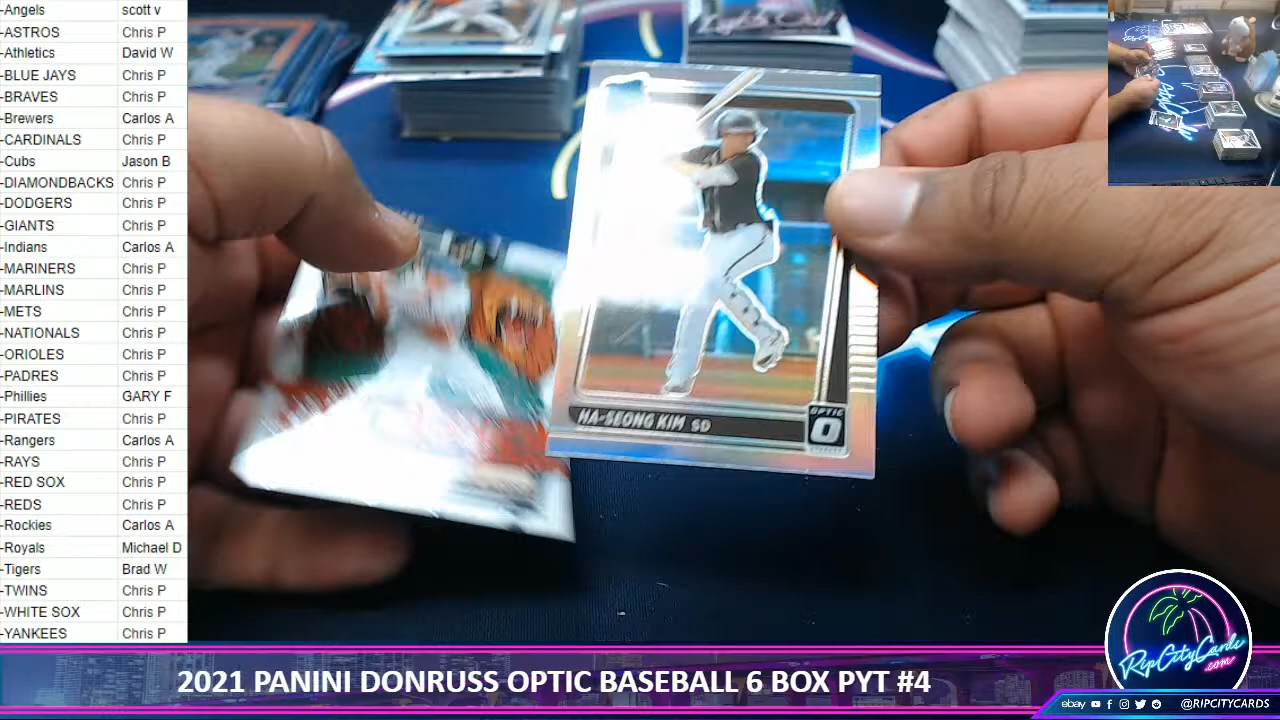 -Angels scott v
-ASTROS Chris P
-Athletics David W
-BLUE JAYS Chris P
-BRAVES Chris P
-Brewers Carlos A
-CARDINALS Chris P
-Cubs Jason B
-DIAMONDBACKS Chris P
-DODGERS Chris P
-GIANTS Chris P
-Indians Carlos A
-MARINERS Chris P
-MARLINS Chris P
-METS Chris P
-NATIONALS Chris P
-ORIOLES Chris P
-PADRES Chris P
-Phillies GARY F
-PIRATES Chris P
-Rangers Carlos A
-RAYS Chris P
-RED SOX Chris P
-REDS Chris P
-Rockies Carlos A
-Royals Michael D
-Tigers Brad W
-TWINS Chris P
-WHITE SOX Chris P
-YANKEES Chris P
HA-SEONG KIM SD
OPTIC
O
RipCityCards
.com
2021 PANINI DONRUSS OPTIC BASEBALL 6 BOX PYT #4
ebay @RIPCITYCARDS